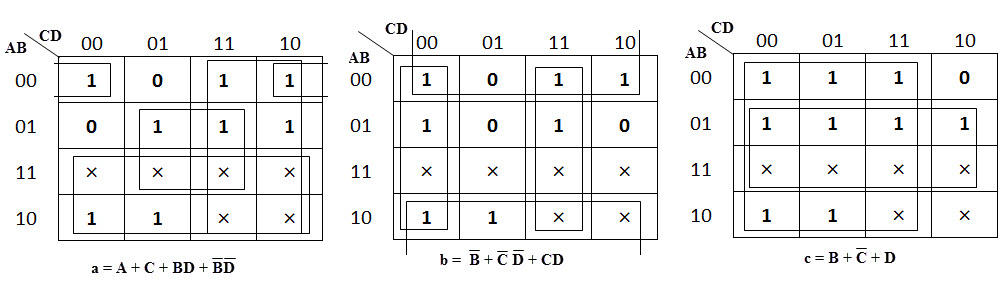 CD
AB
00 01 11 10
00 1 0 1 1
01 0 1 1 1
11 × × × ×
10 1 1 × ×
a = A + C + BD + B̅D̅
CD
AB
00 01 11 10
00 1 0 1 1
01 1 0 1 0
11 × × × ×
10 1 1 × ×
b = B̅ + C̅ D̅ + CD
CD
AB
00 01 11 10
00 1 1 1 0
01 1 1 1 1
11 × × × ×
10 1 1 × ×
c = B + C̅ + D